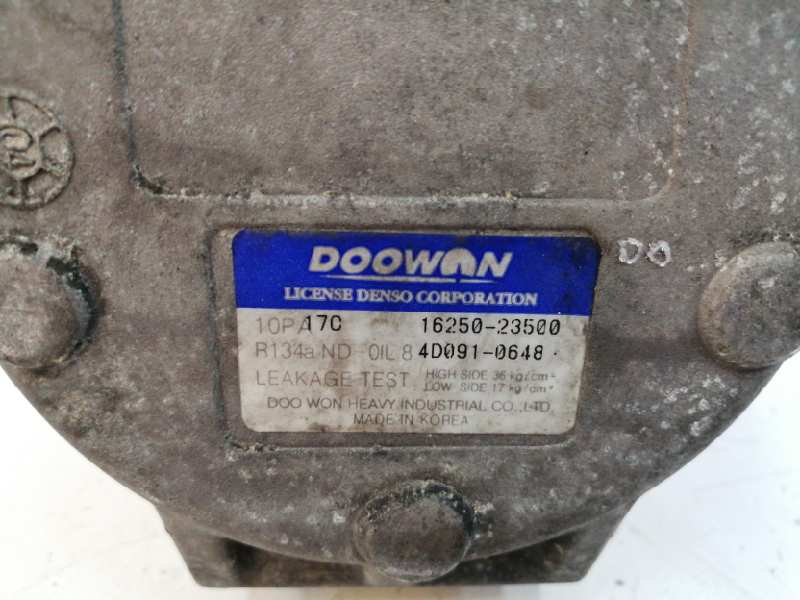 DOOWON
LICENSE DENSO CORPORATION
10PA17C 16250-23500
R134a ND-OIL 8 4D091-0648
LEAKAGE TEST HIGH SIDE 36 kg/cm²
LOW SIDE 17 kg/cm²
DOO WON HEAVY INDUSTRIAL CO.,LTD.
MADE IN KOREA